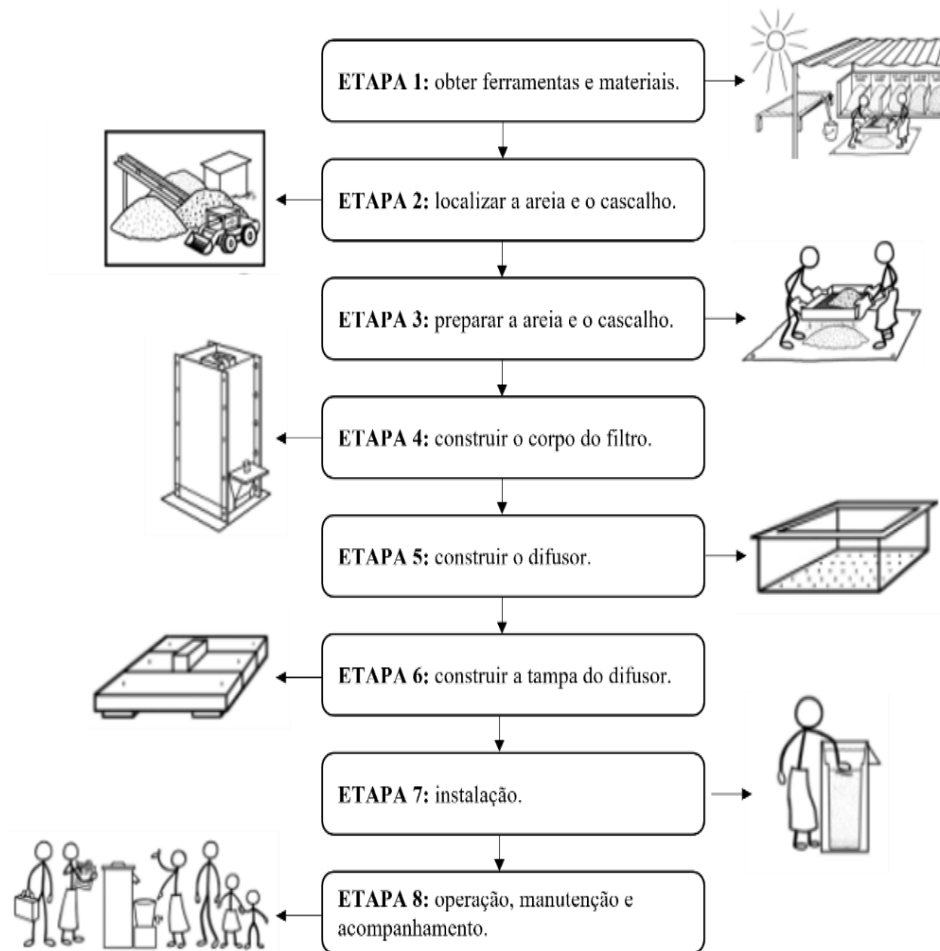 ETAPA 1: obter ferramentas e materiais.
ETAPA 2: localizar a areia e o cascalho.
ETAPA 3: preparar a areia e o cascalho.
ETAPA 4: construir o corpo do filtro.
ETAPA 5: construir o difusor.
ETAPA 6: construir a tampa do difusor.
ETAPA 7: instalação.
ETAPA 8: operação, manutenção e
acompanhamento.